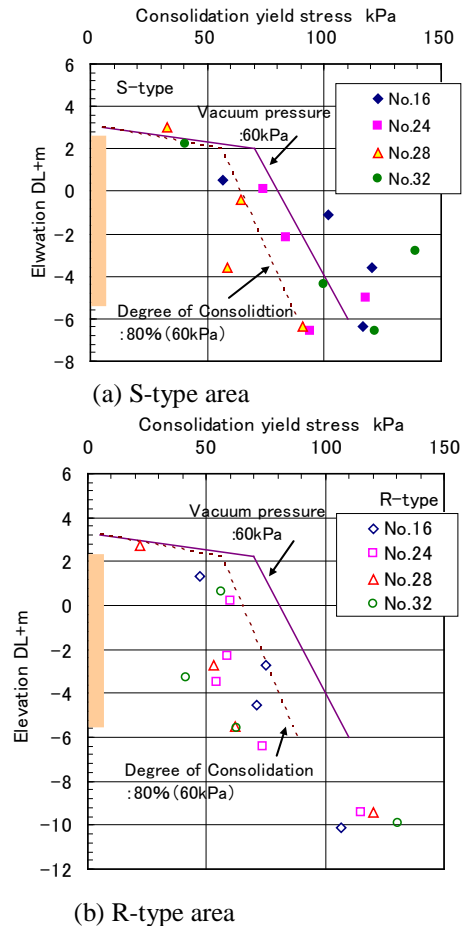 Consolidation yield stress kPa
0 50 100 150
6
4
2
0
−2
−4
−6
−8
Elwvation DL+m
S-type
Vacuum pressure
:60kPa
No.16
No.24
No.28
No.32
Degree of Consolidtion
:80%(60kPa)
(a) S-type area
Consolidation yield stress kPa
0 50 100 150
6
4
2
0
−2
−4
−6
−8
−10
−12
Elevation DL+m
R-type
Vacuum pressure
:60kPa
No.16
No.24
No.28
No.32
Degree of Consolidation
:80%(60kPa)
(b) R-type area